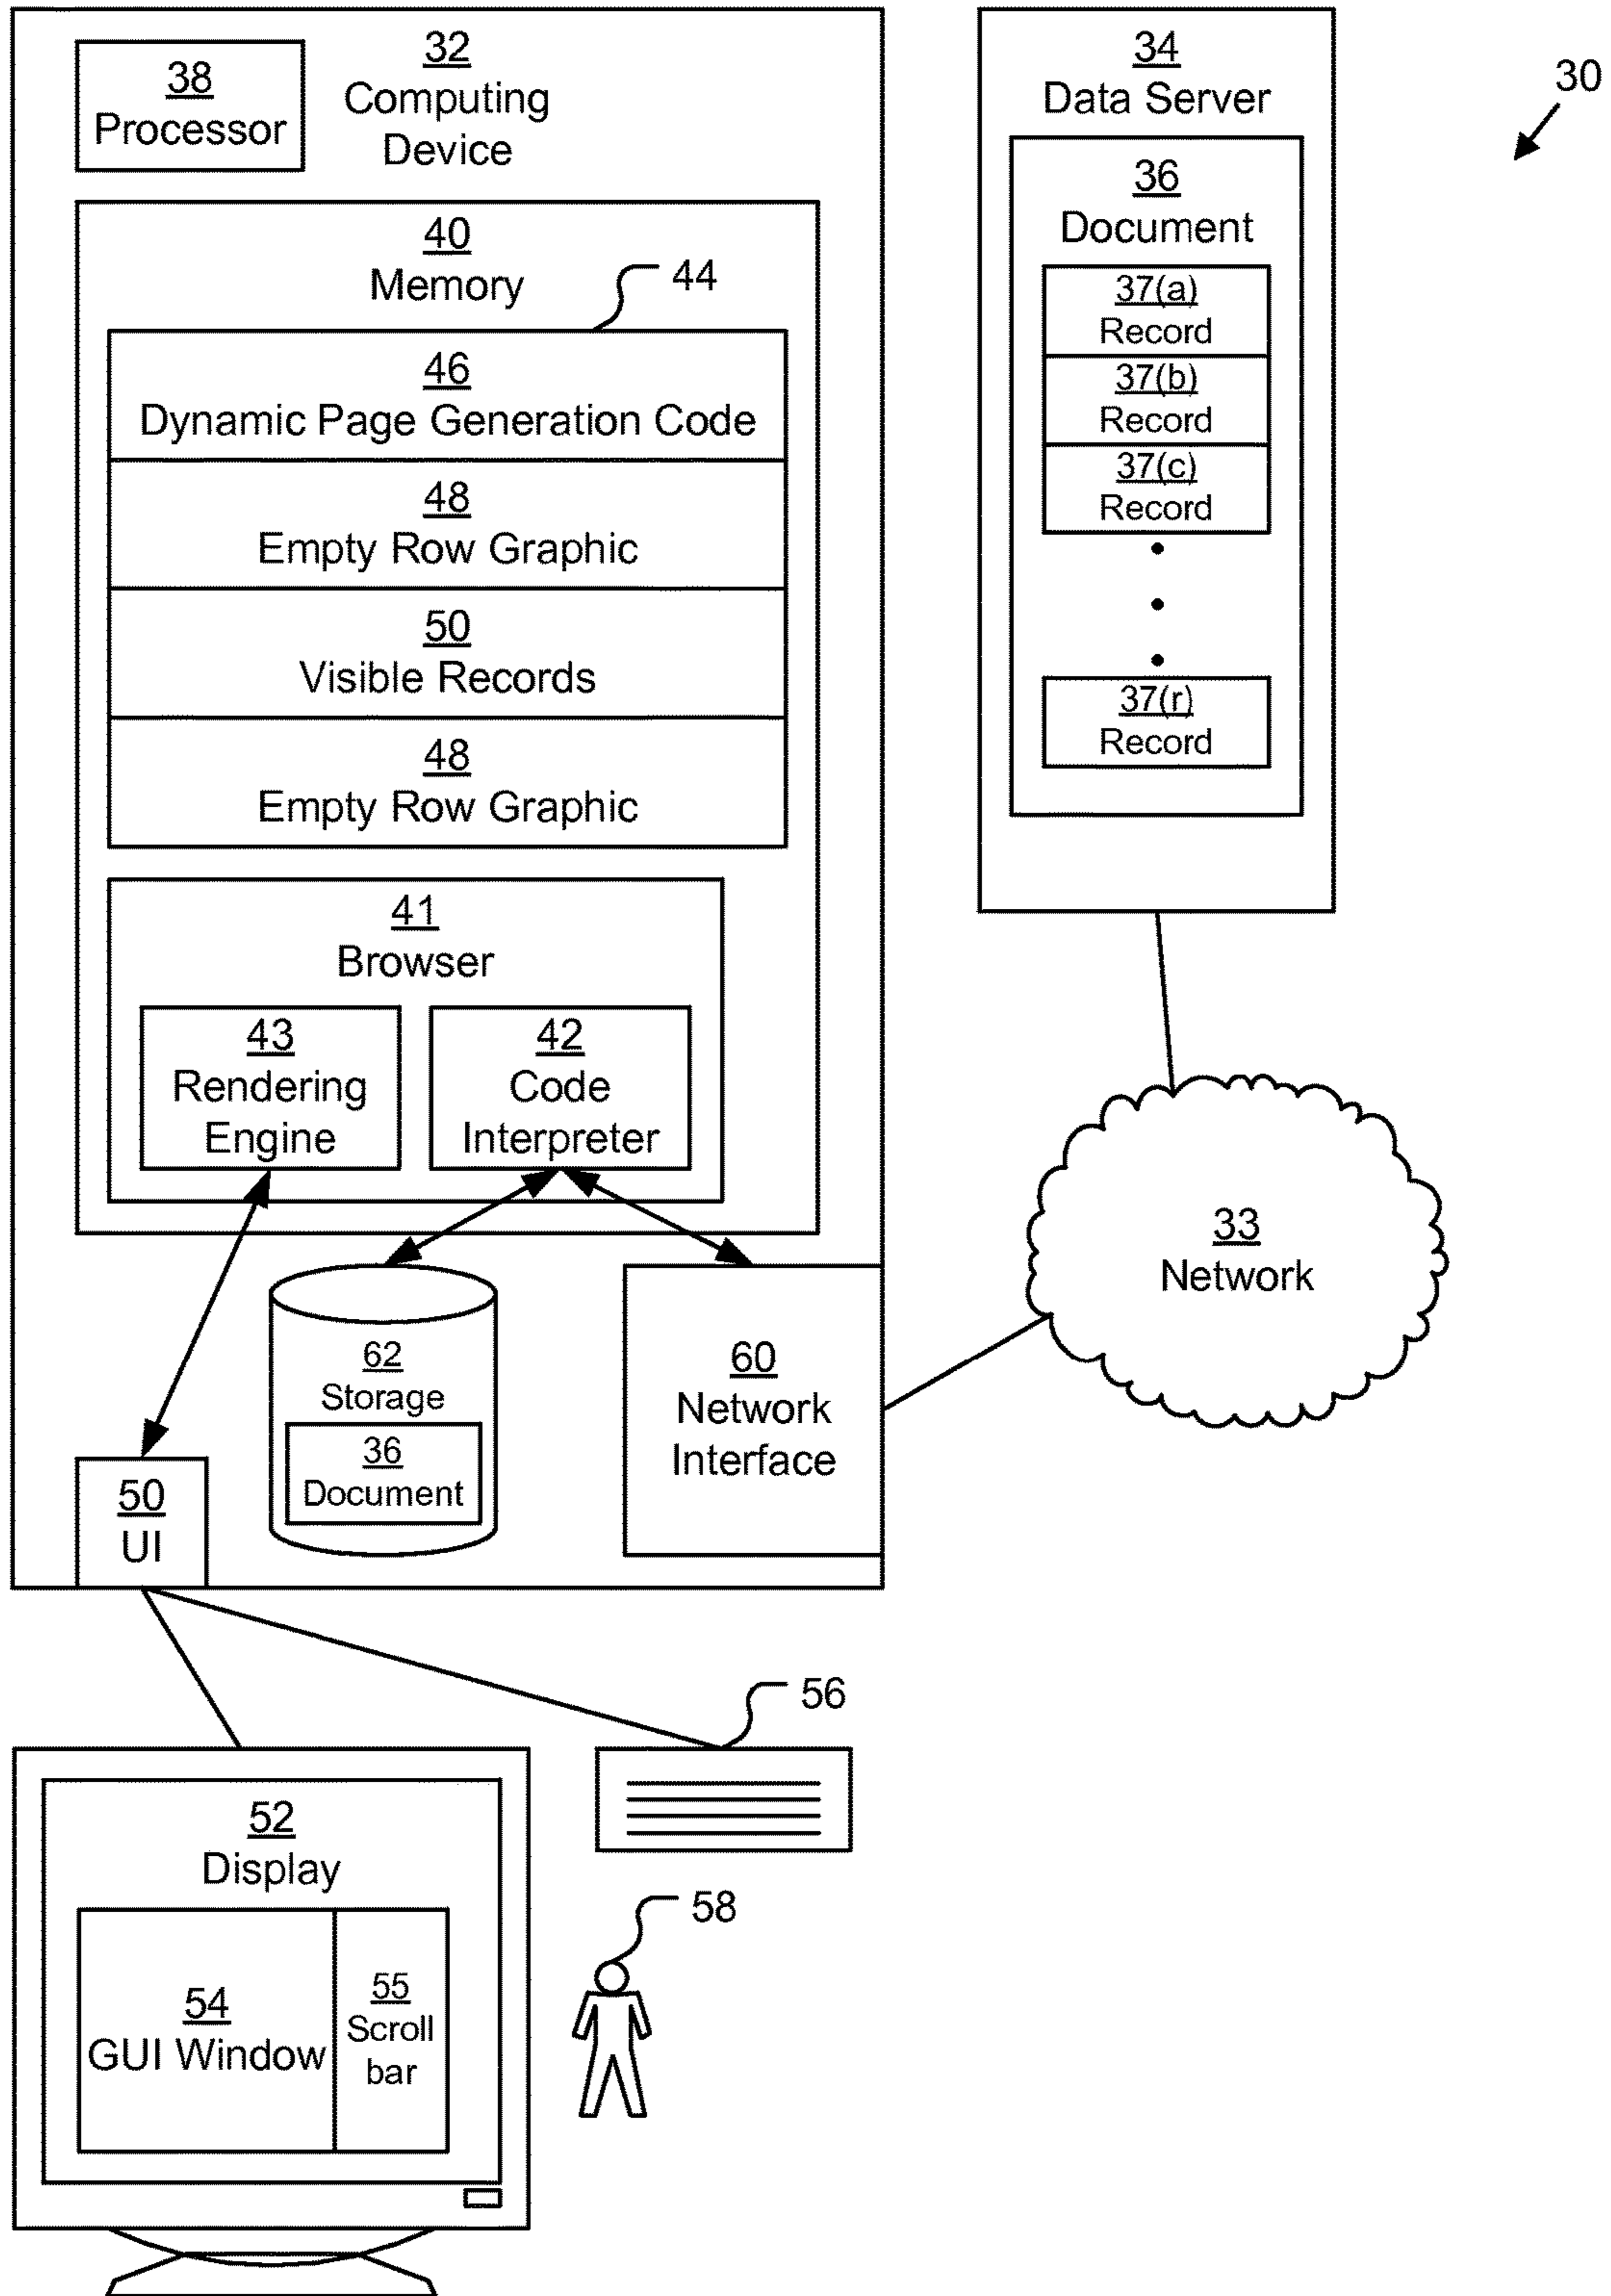 38
Processor
32
Computing
Device
40
Memory
44
46
Dynamic Page Generation Code
48
Empty Row Graphic
50
Visible Records
48
Empty Row Graphic
41
Browser
43
Rendering
Engine
42
Code
Interpreter
62
Storage
36
Document
60
Network
Interface
50
UI
34
Data Server
36
Document
37(a)
Record
37(b)
Record
37(c)
Record
37(r)
Record
30
33
Network
52
Display
54
GUI Window
55
Scroll
bar
56
58